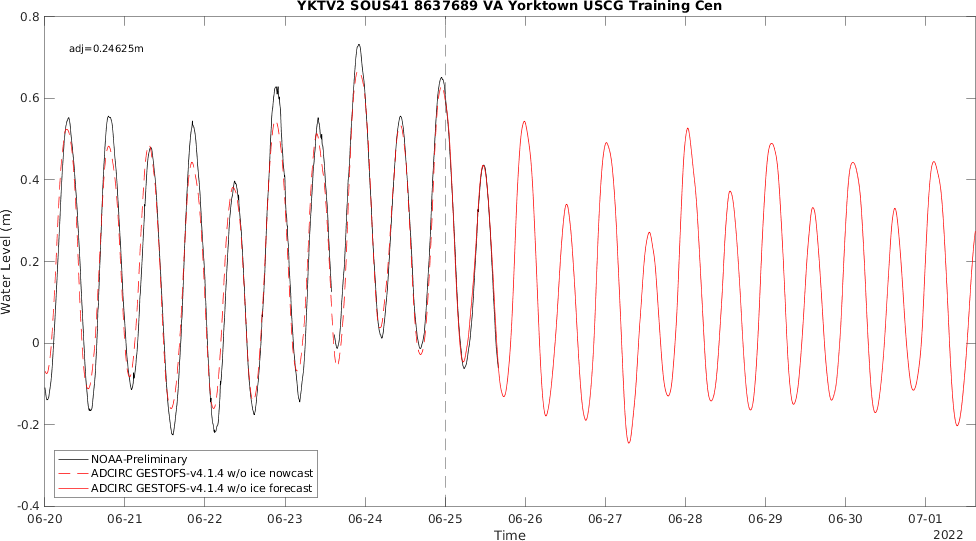 YKTV2 SOUS41 8637689 VA Yorktown USCG Training Cen
adj=0.24625m
0.8
0.6
0.4
0.2
0
-0.2
-0.4
Water Level (m)
NOAA-Preliminary
ADCIRC GESTOFS-v4.1.4 w/o ice nowcast
ADCIRC GESTOFS-v4.1.4 w/o ice forecast
06-20 06-21 06-22 06-23 06-24 06-25 06-26 06-27 06-28 06-29 06-30 07-01
Time
2022